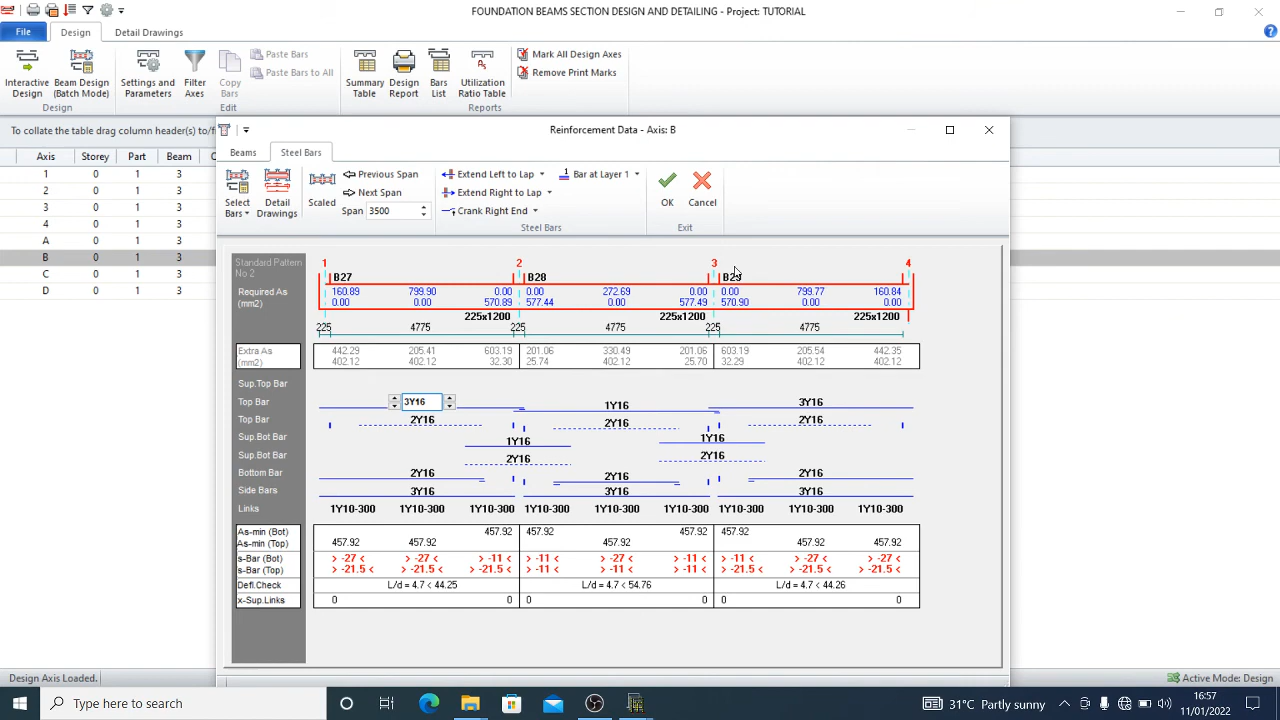 FOUNDATION BEAMS SECTION DESIGN AND DETAILING - Project: TUTORIAL
File Design Detail Drawings
Interactive Design
Beam Design (Batch Mode)
Settings and Parameters
Filter Axes
Copy Bars
Paste Bars
Paste Bars to All
Summary Table
Design Report
Bars List
Utilization Ratio Table
Mark All Design Axes
Remove Print Marks
Design Edit Reports
To collate the table drag column header(s) to/f
Axis Storey Part Beam
1 0 1 3
2 0 1 3
3 0 1 3
4 0 1 3
A 0 1 3
B 0 1 3
C 0 1 3
D 0 1 3
Reinforcement Data - Axis: B
Beams Steel Bars
Select Bars
Detail Drawings
Scaled
Previous Span
Next Span
Span 3500
Extend Left to Lap
Extend Right to Lap
Crank Right End
Bar at Layer 1
OK Cancel
Steel Bars Exit
Standard Pattern No 2
1 2 3 4
B27 B28 B29
Required As (mm2)
160.89 799.90 0.00 0.00 272.69 0.00 0.00 799.77 160.84
0.00 0.00 570.89 577.44 0.00 577.49 570.90 0.00 0.00
225x1200 225x1200 225x1200
225 4775 225 4775 225 4775
Extra As (mm2)
442.29 205.41 603.19 201.06 330.49 201.06 603.19 205.54 442.35
402.12 402.12 32.30 25.74 402.12 25.70 32.29 402.12 402.12
Sup.Top Bar
Top Bar 3Y16 1Y16 3Y16
Top Bar 2Y16 2Y16 2Y16
Sup.Bot Bar 1Y16 1Y16
Sup.Bot Bar 2Y16 2Y16
Bottom Bar 2Y16 2Y16 2Y16
Side Bars 3Y16 3Y16 3Y16
Links 1Y10-300 1Y10-300 1Y10-300 1Y10-300 1Y10-300 1Y10-300 1Y10-300 1Y10-300 1Y10-300
As-min (Bot) 457.92 457.92 457.92 457.92
As-min (Top) 457.92 457.92 457.92 457.92 457.92
s-Bar (Bot) > -27 < > -27 < > -11 < > -11 < > -27 < > -11 < > -11 < > -27 < > -27 <
s-Bar (Top) > -21.5 < > -21.5 < > -21.5 < > -11 < > -11 < > -11 < > -21.5 < > -21.5 < > -21.5 <
Defl.Check L/d = 4.7 < 44.25 L/d = 4.7 < 54.76 L/d = 4.7 < 44.26
x-Sup.Links 0 0 0 0 0 0
Design Axis Loaded.
Active Mode: Design
Type here to search
31°C Partly sunny
16:57
11/01/2022